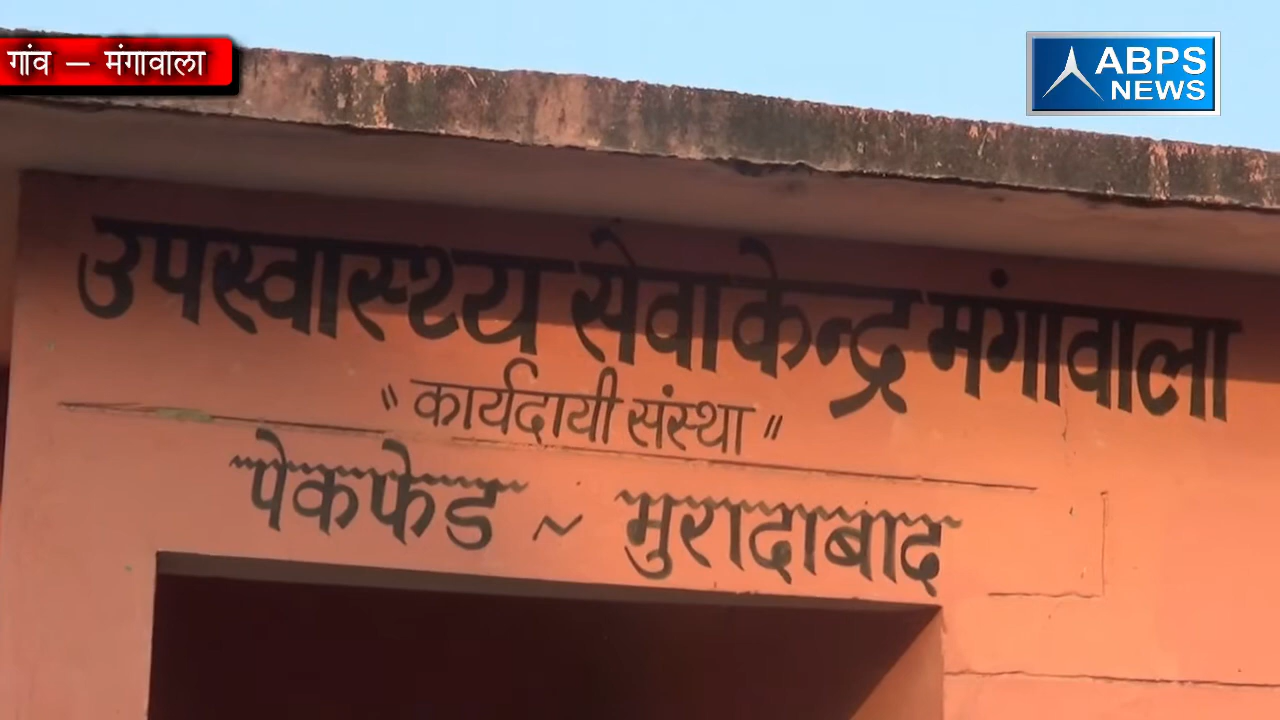 गांव – मंगावाला
ABPS
NEWS
उपस्वास्थ्य सेवा केन्द्र मंगावाला
"कार्यदायी संस्था"
पेकफेड ~ मुरादाबाद